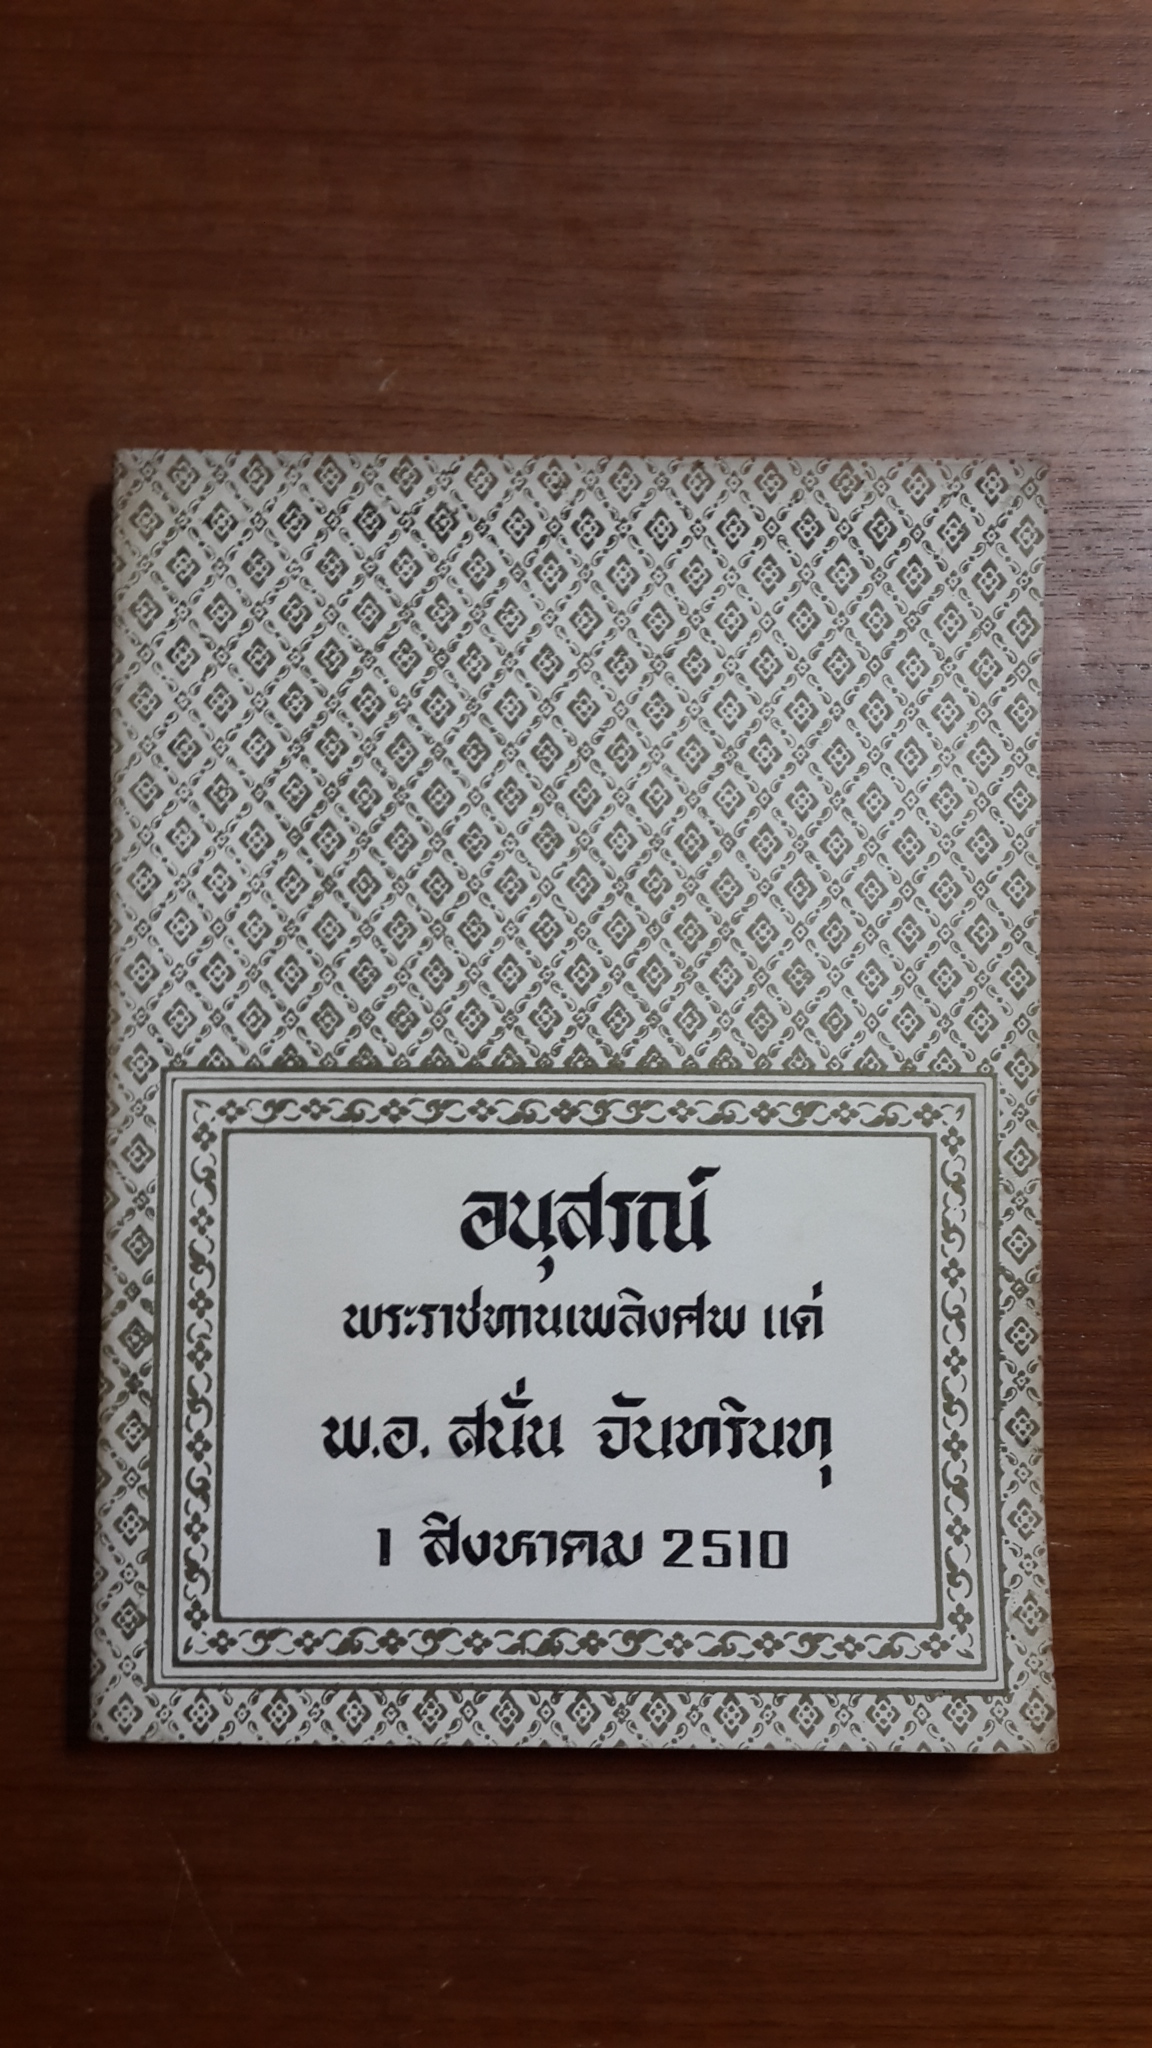 อนุสรณ์
พระราชทานเพลิงศพ แด่
พ.อ. สนั่น จันทรินทุ
1 สิงหาคม 2510